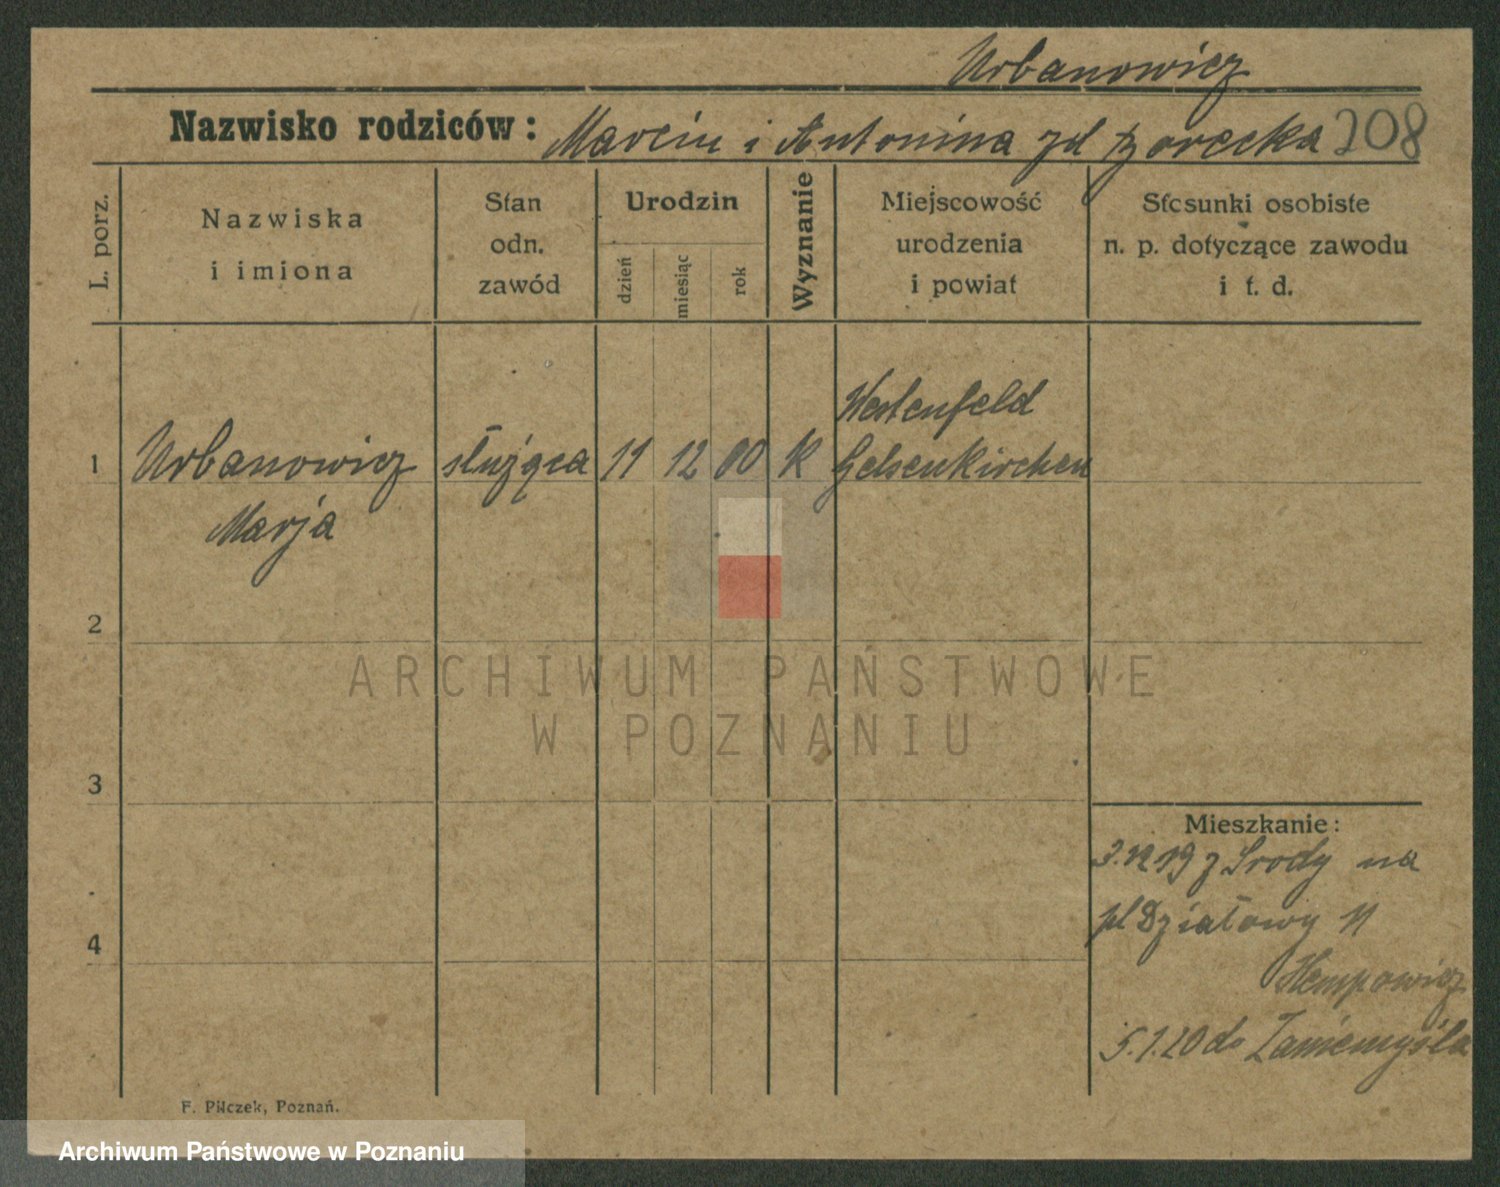 Urbanowicz
Nazwisko rodziców: Marcin i Antonina zd 208
L. porz.
Nazwiska
i imiona
Stan
odn.
zawód
Urodzin
dzień
miesiąc
rok
Wyznanie
Miejscowość
urodzenia
i powiat
Stosunki osobiste
n. p. dotyczące zawodu
i t. d.
1
Urbanowicz
Marja
służąca
11
12
00
K
Wattenfeld
Gelsenkirchen
2
3
4
Mieszkanie:
3.12 19 z Środy na
pl Działowy 11
Hempowicz
5.1.20 do Zaniemyśla
F. Pilczek, Poznań.
ARCHIWUM PAŃSTWOWE
W POZNANIU
Archiwum Państwowe w Poznaniu